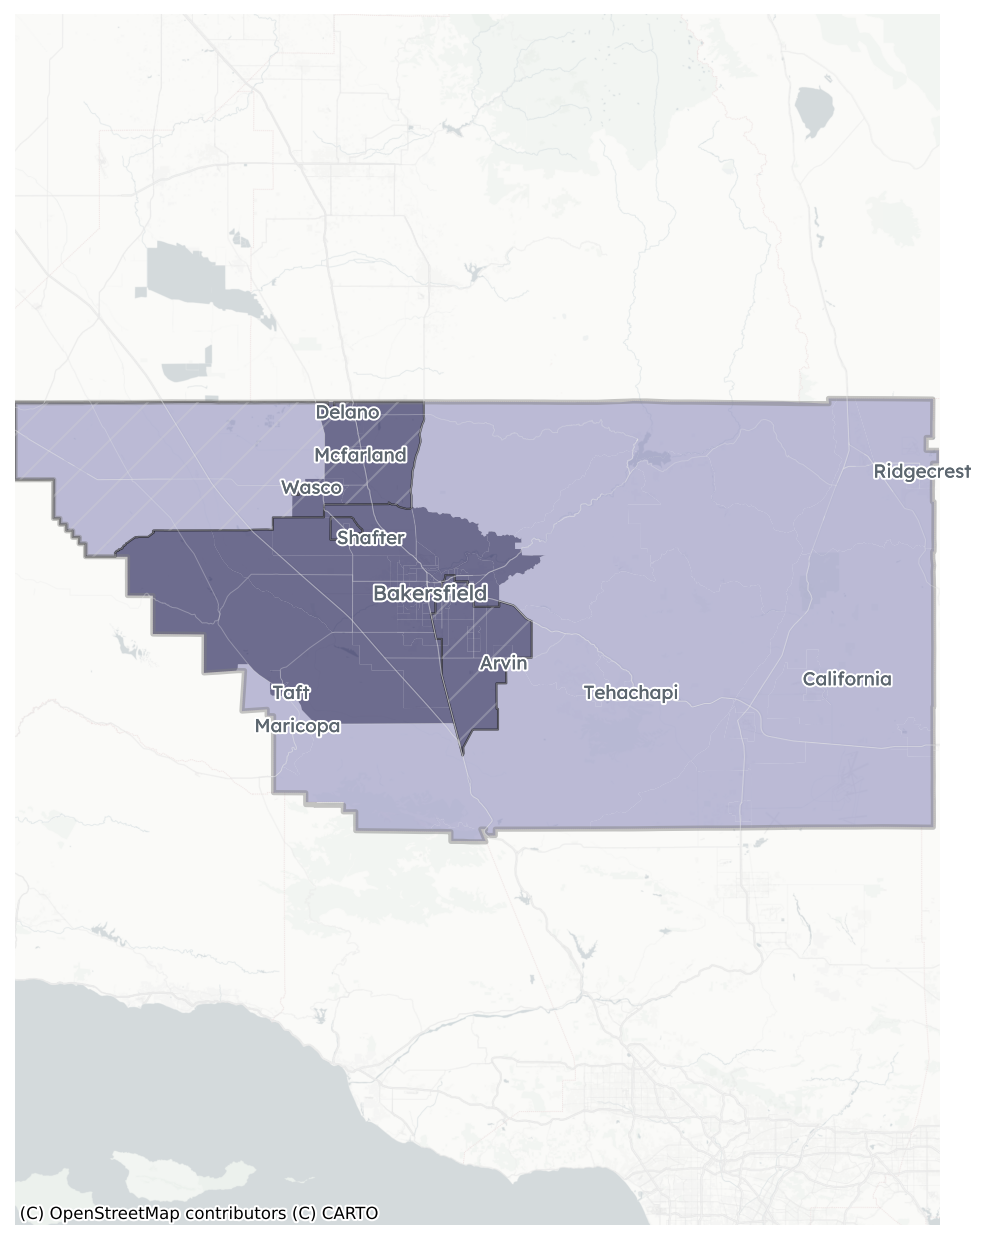 Delano
Mcfarland
Ridgecrest
Wasco
Shafter
Bakersfield
Arvin
California
Taft
Tehachapi
Maricopa
(C) OpenStreetMap contributors (C) CARTO